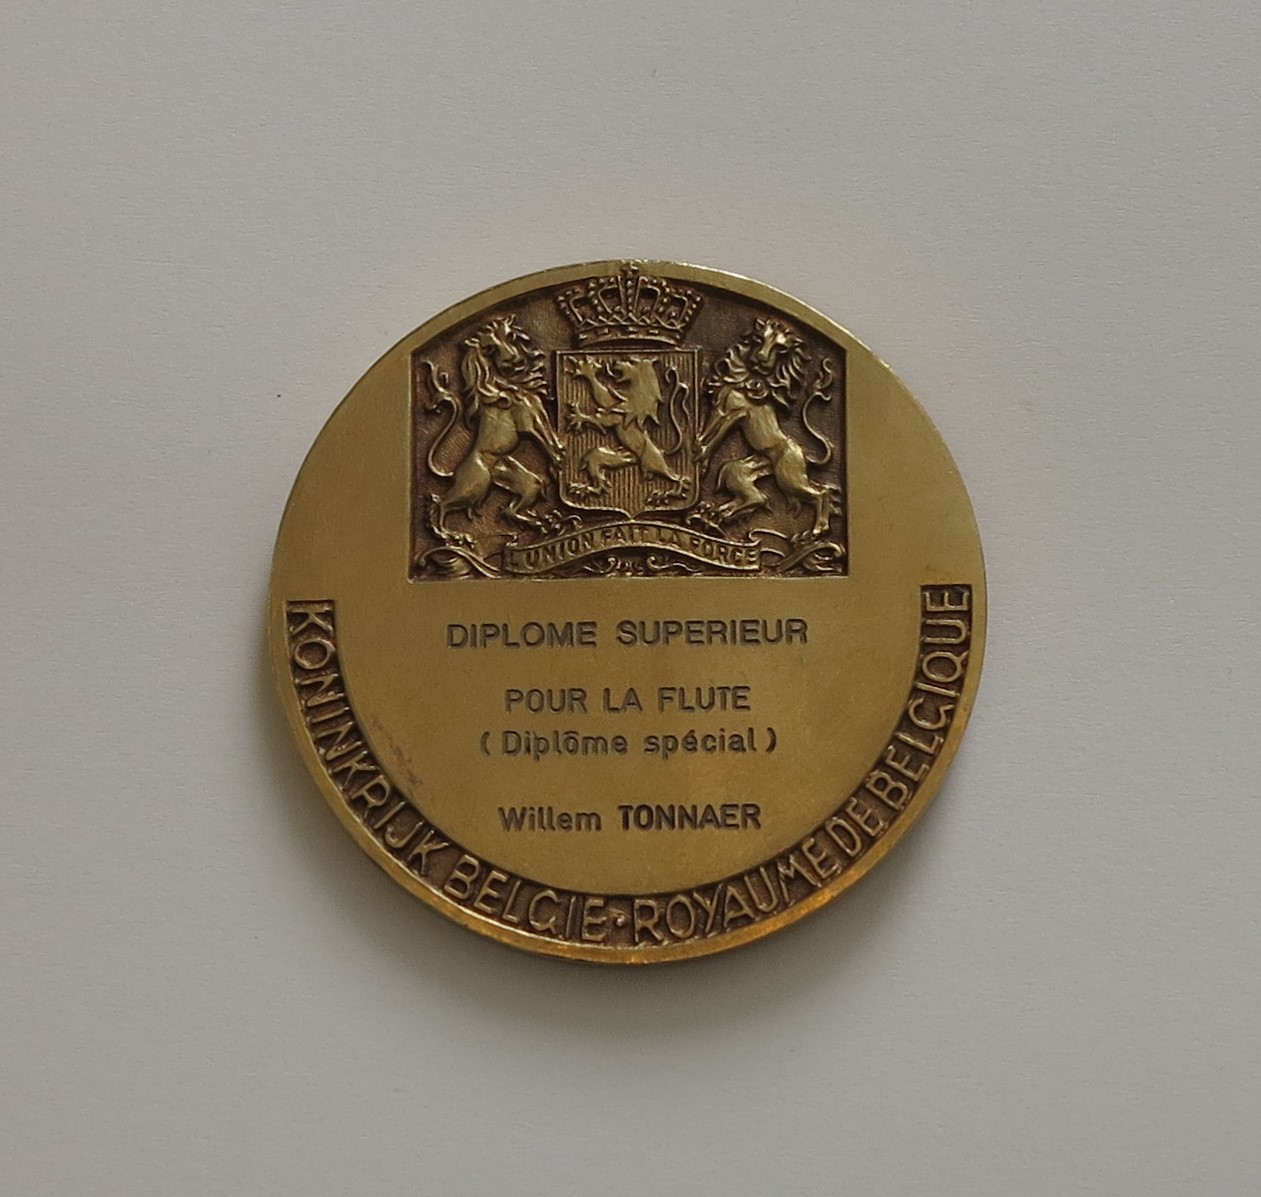 L'UNION FAIT LA FORCE
DIPLOME SUPERIEUR
POUR LA FLUTE
(Diplôme spécial)
Willem TONNAER
KONINKRIJK BELGIE·ROYAUME DE BELGIQUE